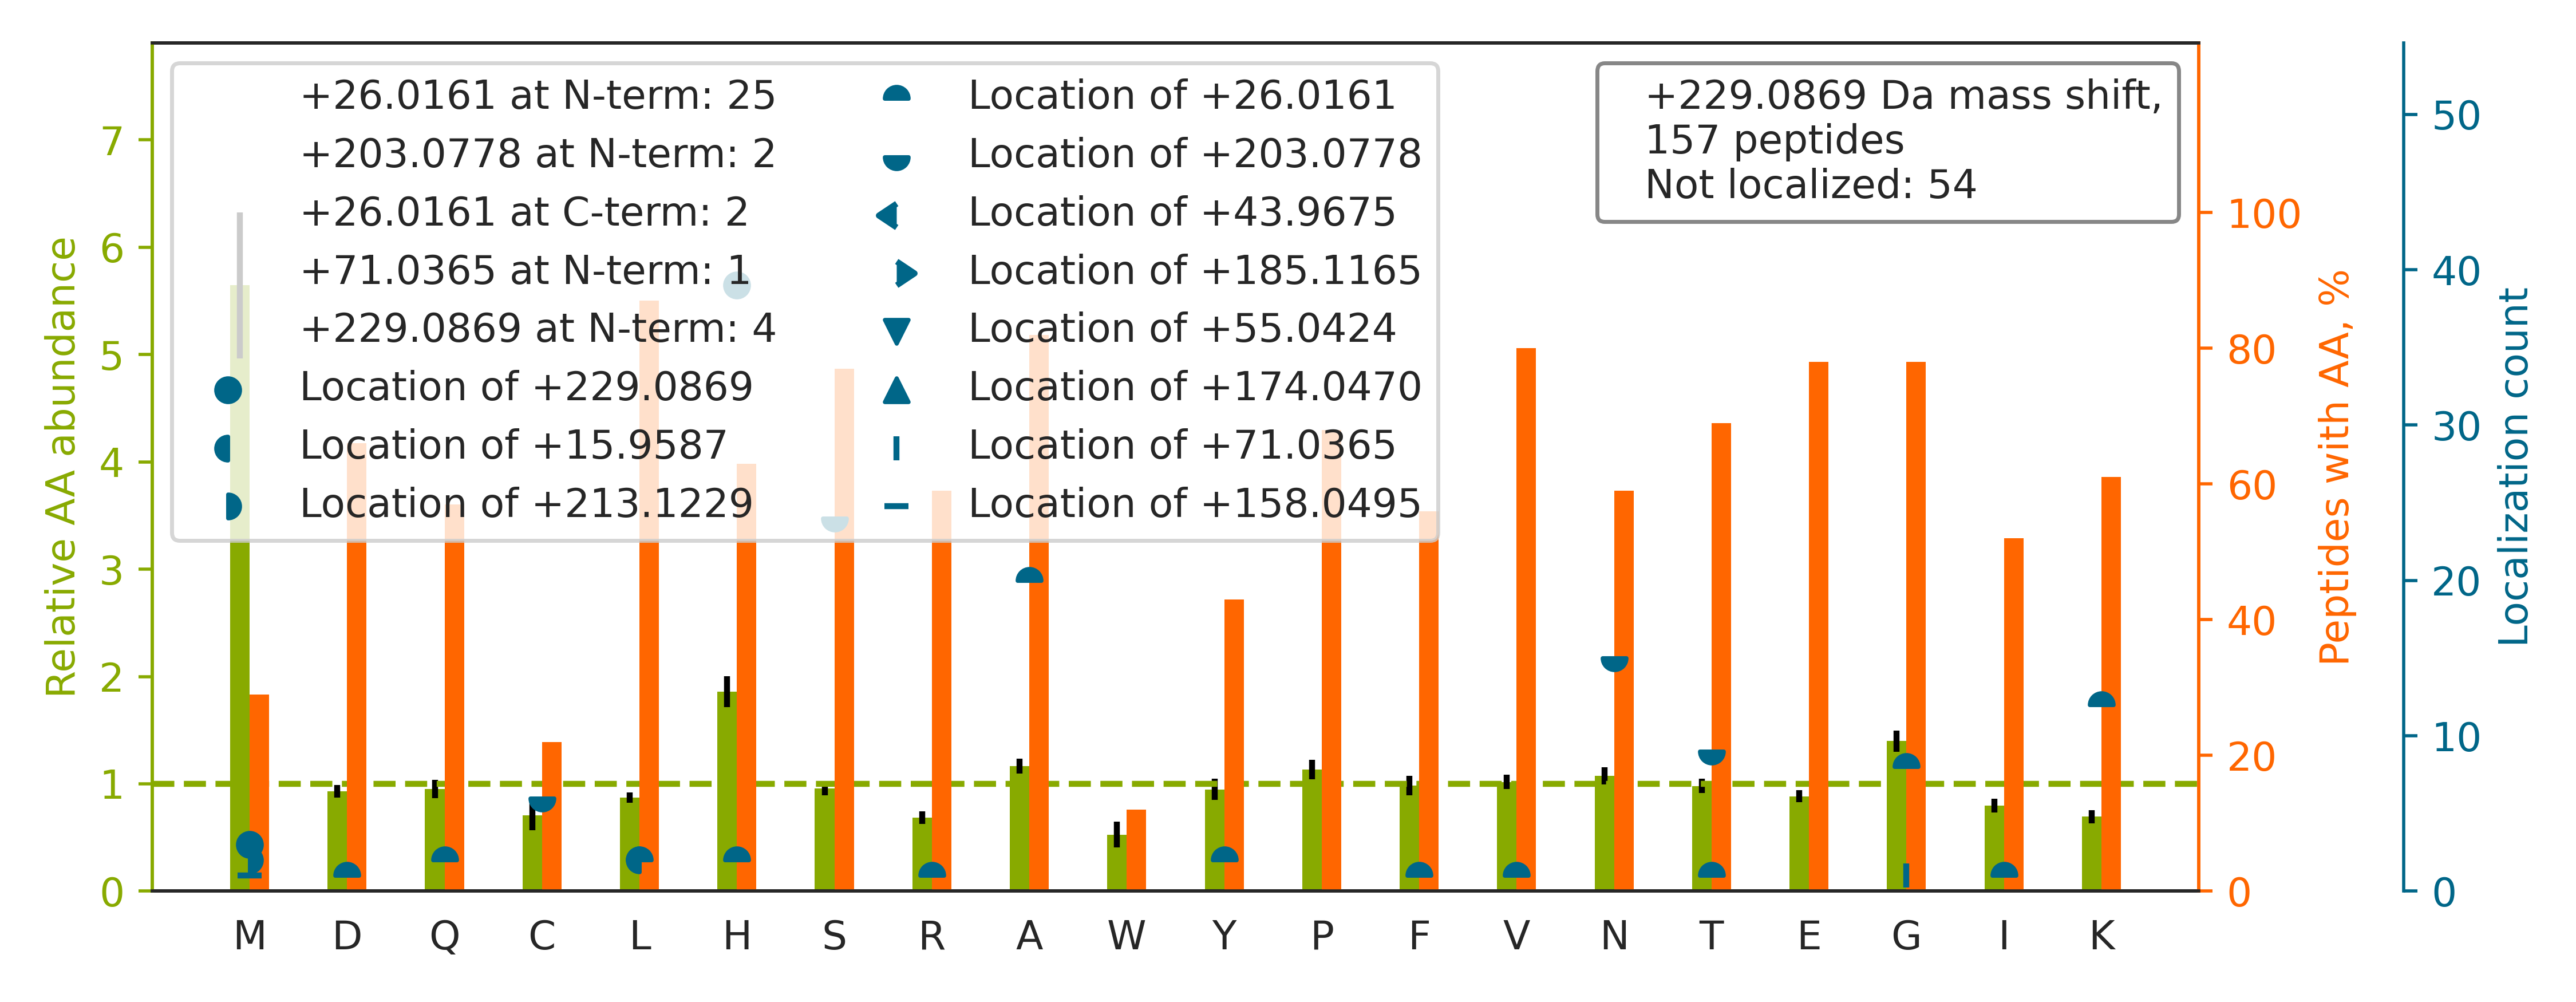 +26.0161 at N-term: 25
+203.0778 at N-term: 2
+26.0161 at C-term: 2
+71.0365 at N-term: 1
+229.0869 at N-term: 4
Location of +229.0869
Location of +15.9587
Location of +213.1229
Location of +26.0161
Location of +203.0778
Location of +43.9675
Location of +185.1165
Location of +55.0424
Location of +174.0470
Location of +71.0365
Location of +158.0495
+229.0869 Da mass shift,
157 peptides
Not localized: 54
Relative AA abundance
7
6
5
4
3
2
1
0
100
80
60
40
20
0
Peptides with AA, %
50
40
30
20
10
0
Localization count
M D Q C L H S R A W Y P F V N T E G I K